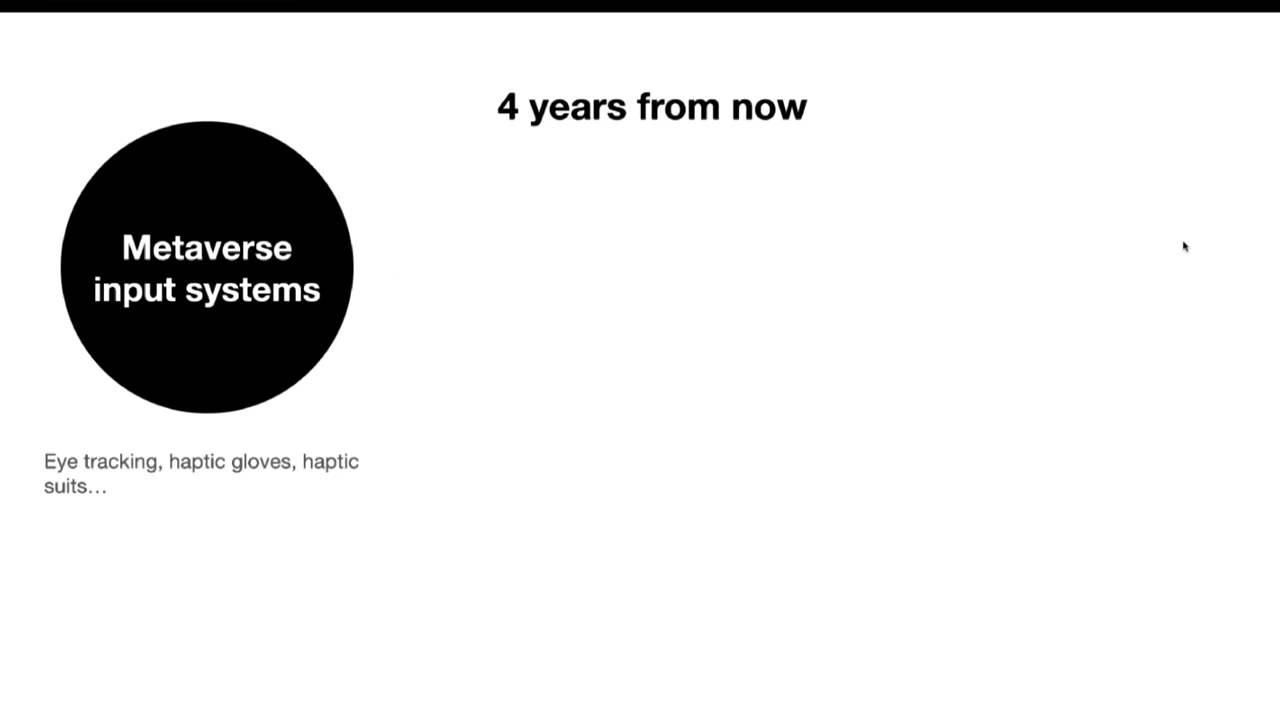 4 years from now
Metaverse
input systems
Eye tracking, haptic gloves, haptic
suits…